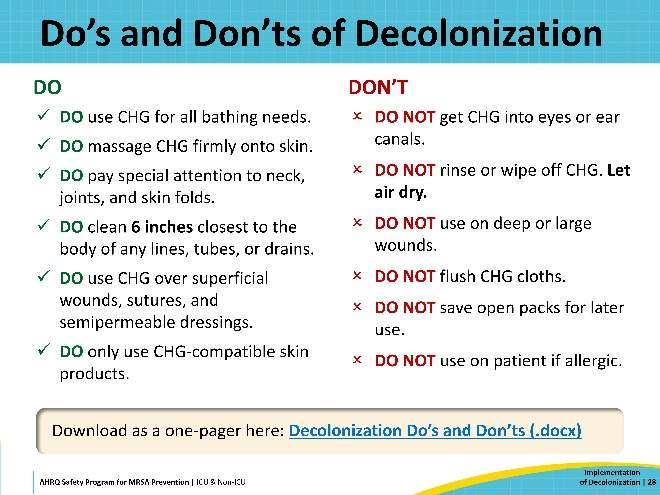 Do’s and Don’ts of Decolonization
DO
✓ DO use CHG for all bathing needs.
✓ DO massage CHG firmly onto skin.
✓ DO pay special attention to neck,
joints, and skin folds.
✓ DO clean 6 inches closest to the
body of any lines, tubes, or drains.
✓ DO use CHG over superficial
wounds, sutures, and
semipermeable dressings.
✓ DO only use CHG-compatible skin
products.
DON’T
× DO NOT get CHG into eyes or ear
canals.
× DO NOT rinse or wipe off CHG. Let
air dry.
× DO NOT use on deep or large
wounds.
× DO NOT flush CHG cloths.
× DO NOT save open packs for later
use.
× DO NOT use on patient if allergic.
Download as a one-pager here: Decolonization Do’s and Don’ts (.docx)
AHRQ Safety Program for MRSA Prevention | ICU & Non-ICU
Implementation
of Decolonization | 28